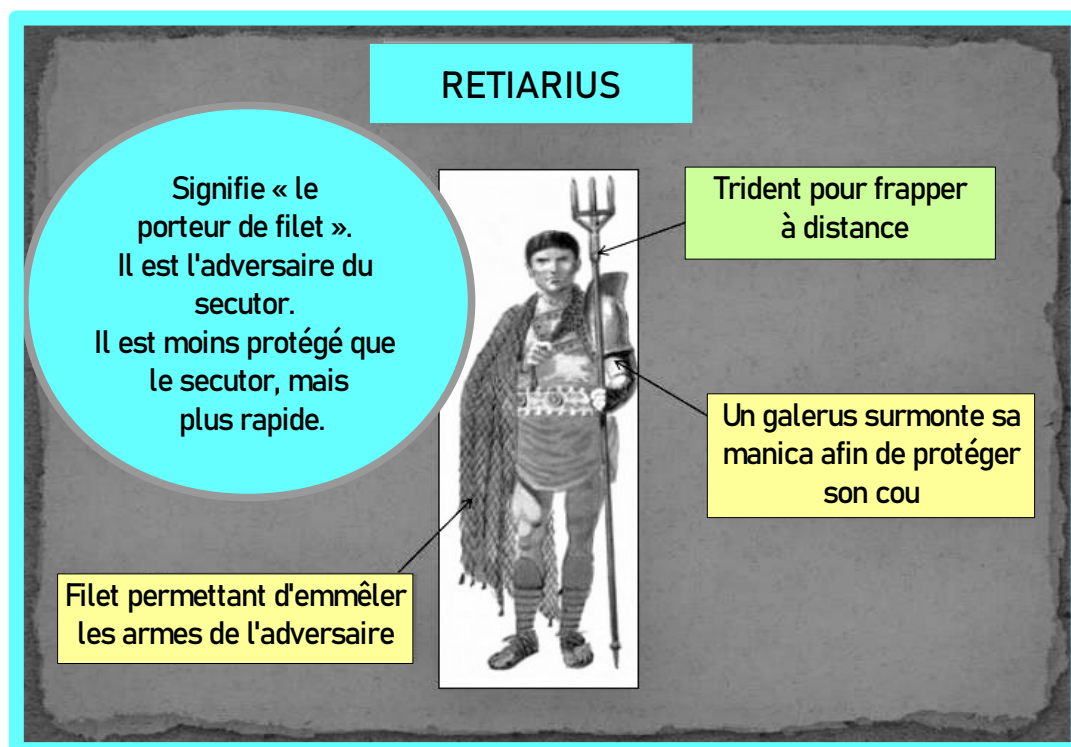 RETIARIUS
Signifie « le
porteur de filet ».
Il est l'adversaire du
secutor.
Il est moins protégé que
le secutor, mais
plus rapide.
Trident pour frapper
à distance
Un galerus surmonte sa
manica afin de protéger
son cou
Filet permettant d'emmêler
les armes de l'adversaire